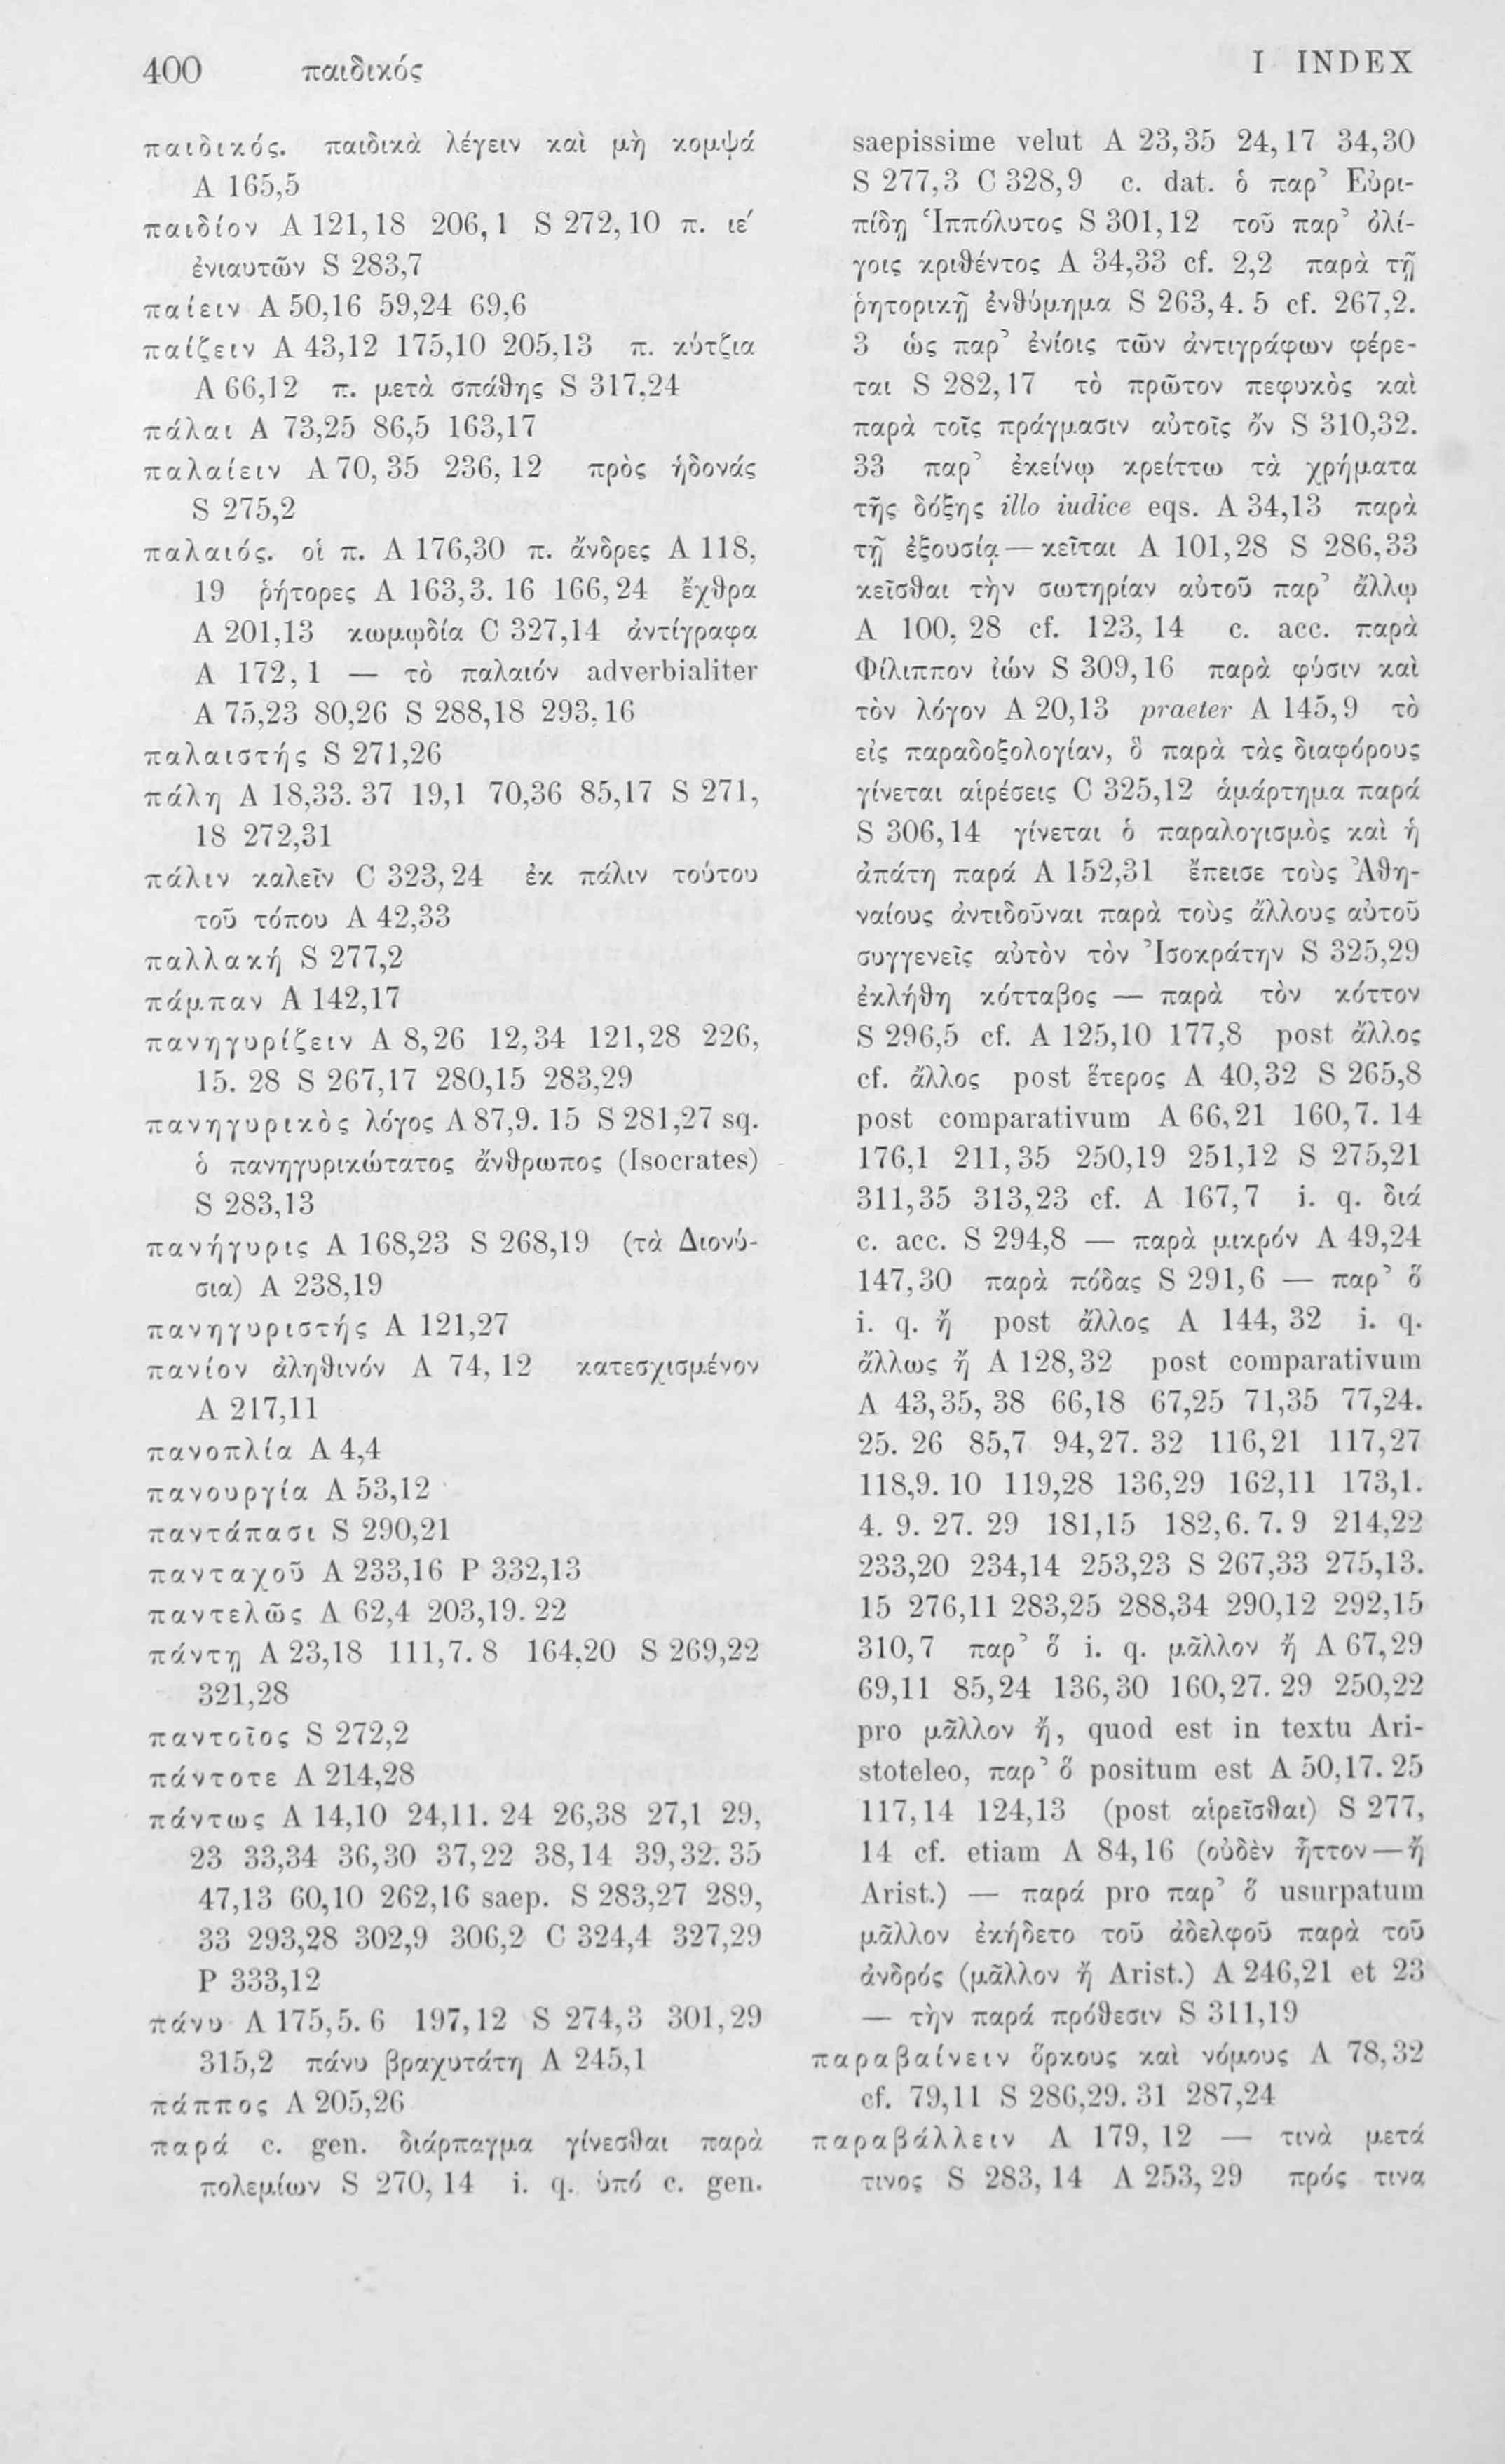 400 παιδικός I INDEX
παιδικός. παιδικὰ λέγειν καὶ μὴ κομψά
A 165,5
παιδίον A 121,18 206,1 S 272,10 π. ιε´
ἐνιαυτῶν S 283,7
παίειν A 50,16 59,24 69,6
παίζειν A 43,12 175,10 205,13 π. κύτζια
A 66,12 π. μετὰ σπάθης S 317,24
πάλαι A 73,25 86,5 163,17
παλαίειν A 70,35 236,12 πρὸς ἡδονάς
S 275,2
παλαιός. οἱ π. A 176,30 π. ἄνδρες A 118,
19 ῥήτορες A 163,3. 16 166,24 ἔχθρα
A 201,13 κωμῳδία C 327,14 ἀντίγραφα
A 172,1 — τὸ παλαιόν adverbialiter
A 75,23 80,26 S 288,18 293,16
παλαιστής S 271,26
πάλη A 18,33. 37 19,1 70,36 85,17 S 271,
18 272,31
πάλιν καλεῖν C 323,24 ἐκ πάλιν τούτου
τοῦ τόπου A 42,33
παλλακή S 277,2
πάμπαν A 142,17
πανηγυρίζειν A 8,26 12,34 121,28 226,
15. 28 S 267,17 280,15 283,29
πανηγυρικὸς λόγος A 87,9. 15 S 281,27 sq.
ὁ πανηγυρικώτατος ἄνθρωπος (Isocrates)
S 283,13
πανήγυρις A 168,23 S 268,19 (τὰ Διονύ-
σια) A 238,19
πανηγυριστής A 121,27
πανίον ἀληθινόν A 74,12 κατεσχισμένον
A 217,11
πανοπλία A 4,4
πανουργία A 53,12
παντάπασι S 290,21
πανταχοῦ A 233,16 P 332,13
παντελῶς A 62,4 203,19. 22
πάντῃ A 23,18 111,7. 8 164,20 S 269,22
321,28
παντοῖος S 272,2
πάντοτε A 214,28
πάντως A 14,10 24,11. 24 26,38 27,1 29,
23 33,34 36,30 37,22 38,14 39,32. 35
47,13 60,10 262,16 saep. S 283,27 289,
33 293,28 302,9 306,2 C 324,4 327,29
P 333,12
πάνυ A 175,5. 6 197,12 S 274,3 301,29
315,2 πάνυ βραχυτάτη A 245,1
πάππος A 205,26
παρά c. gen. διάρπαγμα γίνεσθαι παρὰ
πολεμίων S 270,14 i. q. ὑπό c. gen.
saepissime velut A 23,35 24,17 34,30
S 277,3 C 328,9 c. dat. ὁ παρ’ Εὐρι-
πίδῃ Ἱππόλυτος S 301,12 τοῦ παρ’ ὀλί-
γοις κριθέντος A 34,33 cf. 2,2 παρὰ τῇ
ῥητορικῇ ἐνθύμημα S 263,4. 5 cf. 267,2.
3 ὡς παρ’ ἐνίοις τῶν ἀντιγράφων φέρε-
ται S 282,17 τὸ πρῶτον πεφυκὸς καὶ
παρὰ τοῖς πράγμασιν αὐτοῖς ὄν S 310,32.
33 παρ’ ἐκείνῳ κρείττω τὰ χρήματα
τῆς δόξης illo iudice eqs. A 34,13 παρὰ
τῇ ἐξουσίᾳ — κεῖται A 101,28 S 286,33
κεῖσθαι τὴν σωτηρίαν αὐτοῦ παρ’ ἄλλῳ
A 100,28 cf. 123,14 c. acc. παρὰ
Φίλιππον ἰών S 309,16 παρὰ φύσιν καὶ
τὸν λόγον A 20,13 praeter A 145,9 τὸ
εἰς παραδοξολογίαν, ὃ παρὰ τὰς διαφόρους
γίνεται αἱρέσεις C 325,12 ἁμάρτημα παρά
S 306,14 γίνεται ὁ παραλογισμὸς καὶ ἡ
ἀπάτη παρά A 152,31 ἔπεισε τοὺς Ἀθη-
ναίους ἀντιδοῦναι παρὰ τοὺς ἄλλους αὐτοῦ
συγγενεῖς αὐτὸν τὸν Ἰσοκράτην S 325,29
ἐκλήθη κότταβος — παρὰ τὸν κόττον
S 296,5 cf. A 125,10 177,8 post ἄλλος
cf. ἄλλος post ἕτερος A 40,32 S 265,8
post comparativum A 66,21 160,7. 14
176,1 211,35 250,19 251,12 S 275,21
311,35 313,23 cf. A 167,7 i. q. διά
c. acc. S 294,8 — παρὰ μικρόν A 49,24
147,30 παρὰ πόδας S 291,6 — παρ’ ὅ
i. q. ἤ post ἄλλος A 144,32 i. q.
ἄλλως ἤ A 128,32 post comparativum
A 43,35, 38 66,18 67,25 71,35 77,24.
25. 26 85,7 94,27. 32 116,21 117,27
118,9. 10 119,28 136,29 162,11 173,1.
4. 9. 27. 29 181,15 182,6. 7. 9 214,22
233,20 234,14 253,23 S 267,33 275,13.
15 276,11 283,25 288,34 290,12 292,15
310,7 παρ’ ὅ i. q. μᾶλλον ἤ A 67,29
69,11 85,24 136,30 160,27. 29 250,22
pro μᾶλλον ἤ, quod est in textu Ari-
stoteleo, παρ’ ὅ positum est A 50,17. 25
117,14 124,13 (post αἱρεῖσθαι) S 277,
14 cf. etiam A 84,16 (οὐδὲν ἧττον — ἤ
Arist.) — παρά pro παρ’ ὅ usurpatum
μᾶλλον ἐκήδετο τοῦ ἀδελφοῦ παρὰ τοῦ
ἀνδρός (μᾶλλον ἤ Arist.) A 246,21 et 23
— τὴν παρά πρόθεσιν S 311,19
παραβαίνειν ὅρκους καὶ νόμους A 78,32
cf. 79,11 S 286,29. 31 287,24
παραβάλλειν A 179,12 — τινὰ μετά
τινος S 283,14 A 253,29 πρός τινα